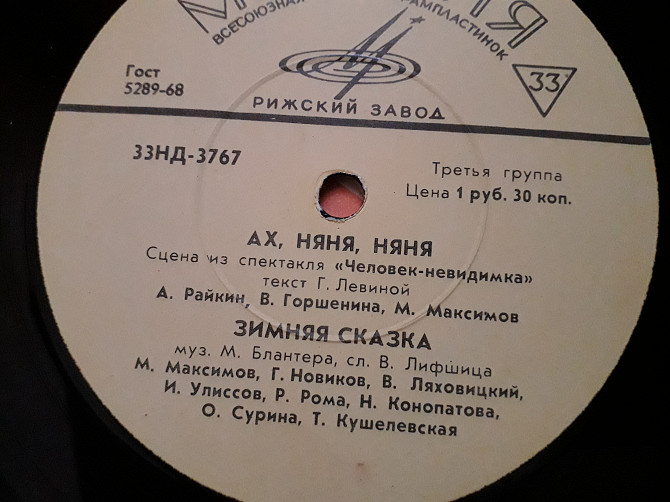 ВСЕСОЮЗНАЯ
РАМПЛАСТИНОК
Гост
5289-68
33
РИЖСКИЙ ЗАВОД
33НД-3767
Третья группа
Цена 1 руб. 30 коп.
АХ, НЯНЯ, НЯНЯ
Сцена из спектакля «Человек-невидимка»
текст Г. Левиной
А. Райкин, В. Горшенина, М. Максимов
ЗИМНЯЯ СКАЗКА
муз. М. Блантера, сл. В. Лифшица
М. Максимов, Г. Новиков, В. Ляховицкий,
И. Улиссов, Р. Рома, Н. Конопатова,
О. Сурина, Т. Кушелевская